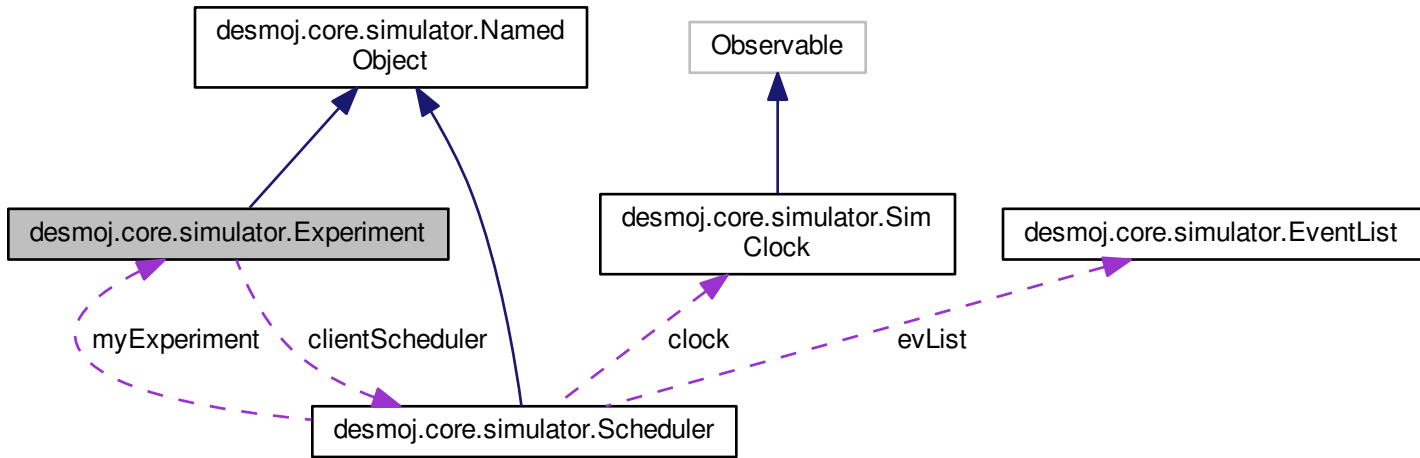 desmoj.core.simulator.Named
Object
Observable
desmoj.core.simulator.Experiment
desmoj.core.simulator.Sim
Clock
desmoj.core.simulator.EventList
myExperiment
clientScheduler
clock
evList
desmoj.core.simulator.Scheduler